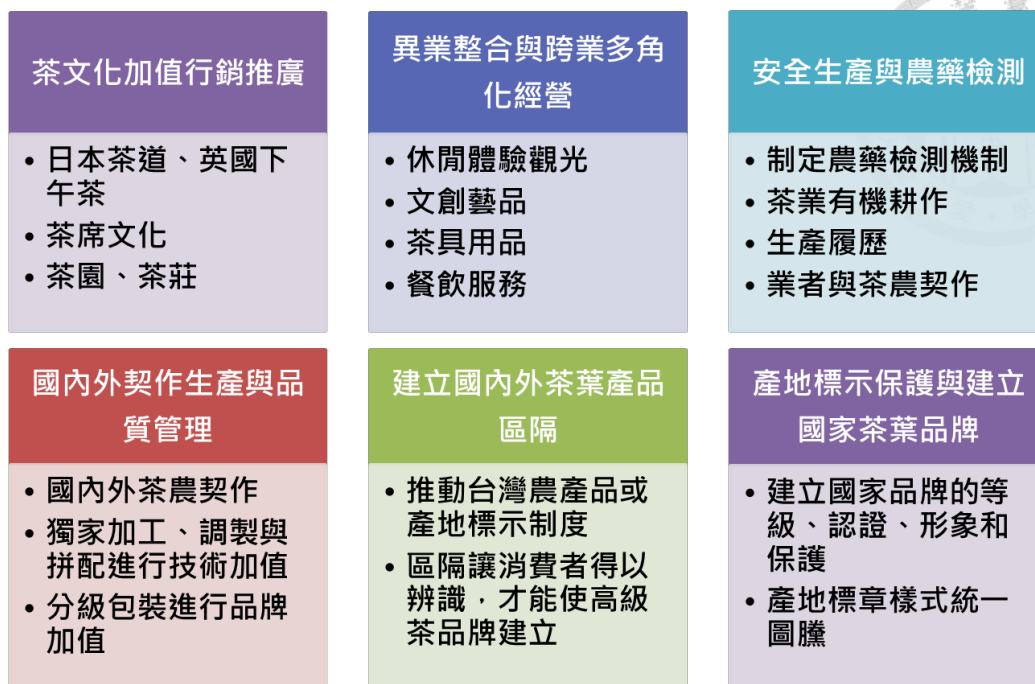 茶文化加值行銷推廣
• 日本茶道、英國下
午茶
• 茶席文化
• 茶園、茶莊
異業整合與跨業多角
化經營
• 休閒體驗觀光
• 文創藝品
• 茶具用品
• 餐飲服務
安全生產與農藥檢測
• 制定農藥檢測機制
• 茶業有機耕作
• 生產履歷
• 業者與茶農契作
國內外契作生產與品
質管理
• 國內外茶農契作
• 獨家加工、調製與
拼配進行技術加值
• 分級包裝進行品牌
加值
建立國內外茶葉產品
區隔
• 推動台灣農產品或
產地標示制度
• 區隔讓消費者得以
辨識，才能使高級
茶品牌建立
產地標示保護與建立
國家茶葉品牌
• 建立國家品牌的等
級、認證、形象和
保護
• 產地標章樣式統一
圖騰